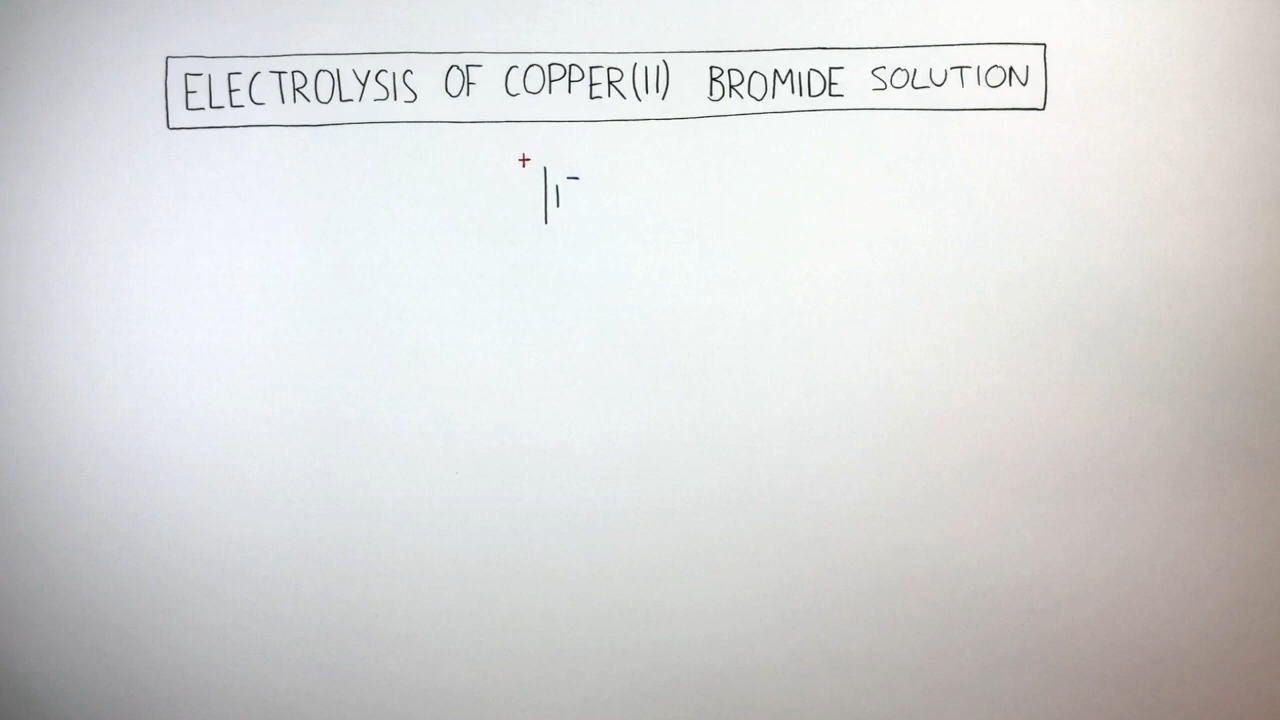 ELECTROLYSIS OF COPPER(II) BROMIDE SOLUTION
+
-